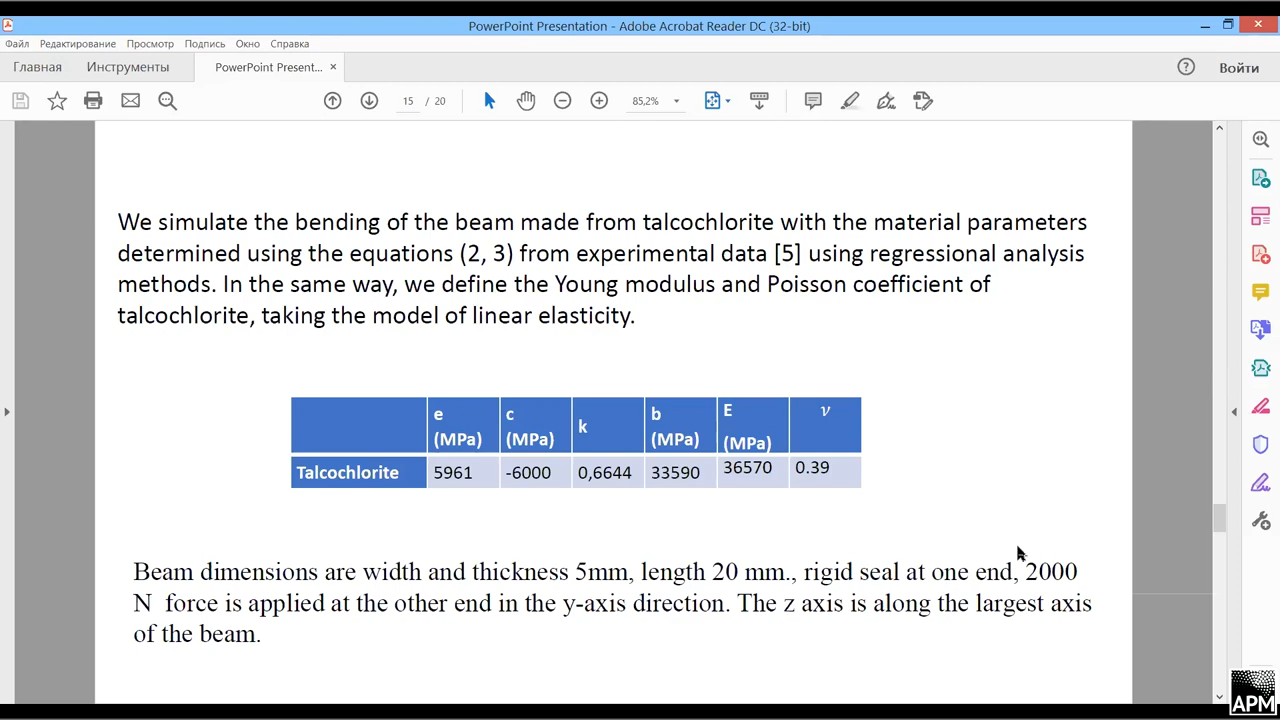 PowerPoint Presentation - Adobe Acrobat Reader DC (32-bit)
Файл Редактирование Просмотр Подпись Окно Справка
Главная Инструменты PowerPoint Present... × Войти
15 / 20 85,2%
We simulate the bending of the beam made from talcochlorite with the material parameters
determined using the equations (2, 3) from experimental data [5] using regressional analysis
methods. In the same way, we define the Young modulus and Poisson coefficient of
talcochlorite, taking the model of linear elasticity.
e (MPa) c (MPa) k b (MPa) E (MPa) ν
Talcochlorite 5961 -6000 0,6644 33590 36570 0.39
Beam dimensions are width and thickness 5mm, length 20 mm., rigid seal at one end, 2000
N force is applied at the other end in the y-axis direction. The z axis is along the largest axis
of the beam.
APM